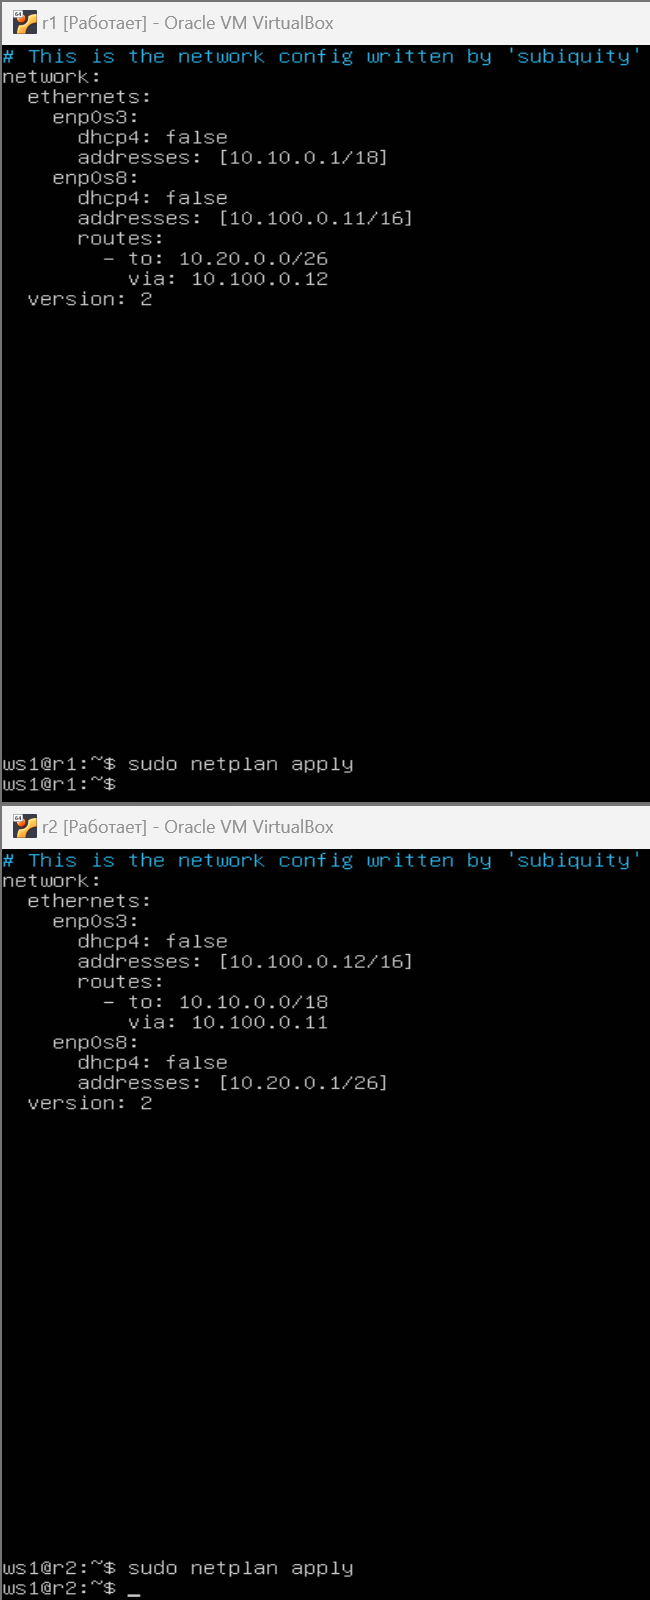 r1 [Работает] - Oracle VM VirtualBox
# This is the network config written by 'subiquity'
network:
  ethernets:
    enp0s3:
      dhcp4: false
      addresses: [10.10.0.1/18]
    enp0s8:
      dhcp4: false
      addresses: [10.100.0.11/16]
      routes:
        - to: 10.20.0.0/26
          via: 10.100.0.12
  version: 2
ws1@r1:~$ sudo netplan apply
ws1@r1:~$
r2 [Работает] - Oracle VM VirtualBox
# This is the network config written by 'subiquity'
network:
  ethernets:
    enp0s3:
      dhcp4: false
      addresses: [10.100.0.12/16]
      routes:
        - to: 10.10.0.0/18
          via: 10.100.0.11
    enp0s8:
      dhcp4: false
      addresses: [10.20.0.1/26]
  version: 2
ws1@r2:~$ sudo netplan apply
ws1@r2:~$ _